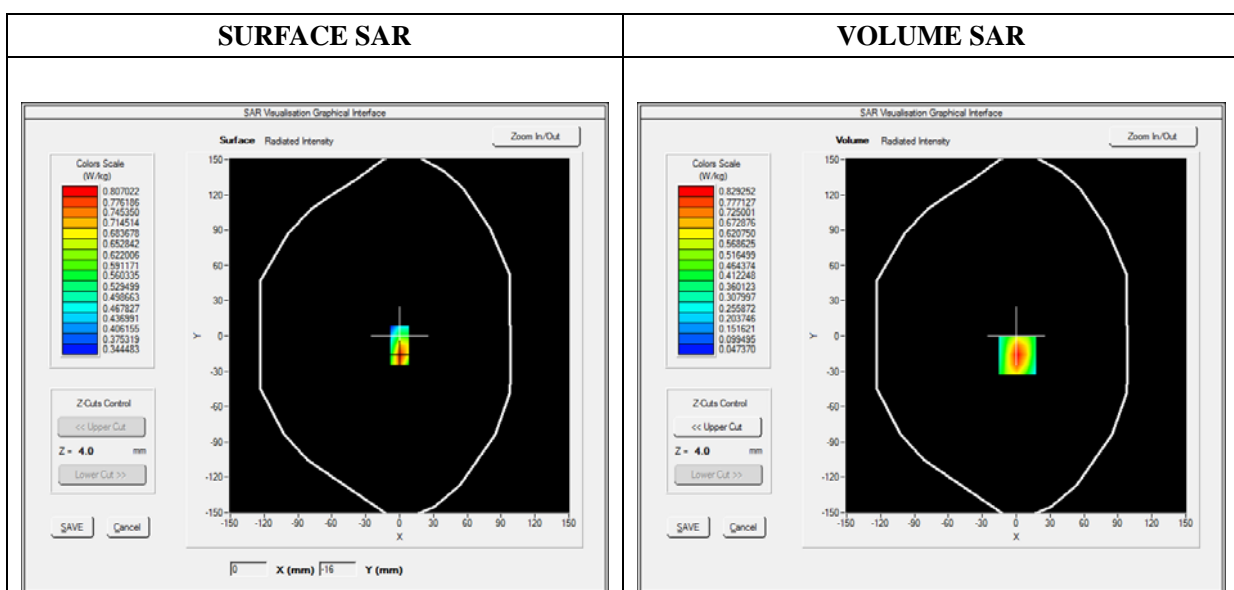 SURFACE SAR
VOLUME SAR
SAR Visualisation Graphical Interface
Surface Radiated Intensity
Zoom In/Out
Colors Scale
(W/kg)
0.807022
0.776186
0.745350
0.714514
0.683678
0.652842
0.622006
0.591171
0.560335
0.529499
0.498663
0.467827
0.436991
0.406155
0.375319
0.344483
Z-Cuts Control
<< Upper Cut
Z = 4.0 mm
Lower Cut >>
SAVE Cancel
150
120
90
60
30
0
-30
-60
-90
-120
-150
Y
-150 -120 -90 -60 -30 0 30 60 90 120 150
X
0 X (mm) -16 Y (mm)
SAR Visualisation Graphical Interface
Volume Radiated Intensity
Zoom In/Out
Colors Scale
(W/kg)
0.829252
0.777127
0.725001
0.672876
0.620750
0.568625
0.516499
0.464374
0.412248
0.360123
0.307997
0.255872
0.203746
0.151621
0.099495
0.047370
Z-Cuts Control
<< Upper Cut
Z = 4.0 mm
Lower Cut >>
SAVE Cancel
150
120
90
60
30
0
-30
-60
-90
-120
-150
Y
-150 -120 -90 -60 -30 0 30 60 90 120 150
X